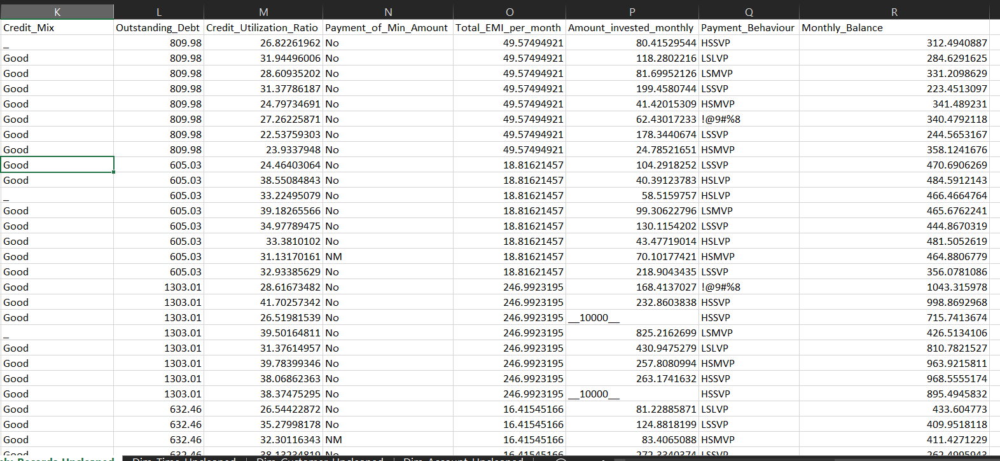 K L M N O P Q R
Credit_Mix Outstanding_Debt Credit_Utilization_Ratio Payment_of_Min_Amount Total_EMI_per_month Amount_invested_monthly Payment_Behaviour Monthly_Balance
_ 809.98 26.82261962 No 49.57494921 80.41529544 HSSVP 312.4940887
Good 809.98 31.94496006 No 49.57494921 118.2802216 LSLVP 284.6291625
Good 809.98 28.60935202 No 49.57494921 81.69952126 LSMVP 331.2098629
Good 809.98 31.37786187 No 49.57494921 199.4580744 LSSVP 223.4513097
Good 809.98 24.79734691 No 49.57494921 41.42015309 HSMVP 341.489231
Good 809.98 27.26225871 No 49.57494921 62.43017233 !@9#%8 340.4792118
Good 809.98 22.53759303 No 49.57494921 178.3440674 LSSVP 244.5653167
Good 809.98 23.9337948 No 49.57494921 24.78521651 HSMVP 358.1241676
Good 605.03 24.46403064 No 18.81621457 104.2918252 LSSVP 470.6906269
Good 605.03 38.55084843 No 18.81621457 40.39123783 HSLVP 484.5912143
_ 605.03 33.22495079 No 18.81621457 58.5159757 HSLVP 466.4664764
Good 605.03 39.18265566 No 18.81621457 99.30622796 LSMVP 465.6762241
Good 605.03 34.97789475 No 18.81621457 130.1154202 LSSVP 444.8670319
Good 605.03 33.3810102 No 18.81621457 43.47719014 HSLVP 481.5052619
Good 605.03 31.13170161 NM 18.81621457 70.10177421 HSMVP 464.8806779
Good 605.03 32.93385629 No 18.81621457 218.9043435 LSSVP 356.0781086
Good 1303.01 28.61673482 No 246.9923195 168.4137027 !@9#%8 1043.315978
Good 1303.01 41.70257342 No 246.9923195 232.8603838 HSSVP 998.8692968
Good 1303.01 26.51981539 No 246.9923195 __10000__ HSSVP 715.7413674
_ 1303.01 39.50164811 No 246.9923195 825.2162699 LSMVP 426.5134106
Good 1303.01 31.37614957 No 246.9923195 430.9475279 LSLVP 810.7821527
Good 1303.01 39.78399346 No 246.9923195 257.8080994 HSMVP 963.9215811
Good 1303.01 38.06862363 No 246.9923195 263.1741632 HSSVP 968.5555174
Good 1303.01 38.37475295 No 246.9923195 __10000__ HSSVP 895.4945832
Good 632.46 26.54422872 No 16.41545166 81.22885871 LSLVP 433.604773
Good 632.46 35.27998178 No 16.41545166 124.8818199 LSSVP 409.9518118
Good 632.46 32.30116343 NM 16.41545166 83.4065088 HSMVP 411.4271229
Good 632.46 No 16.41545166 LSSVP